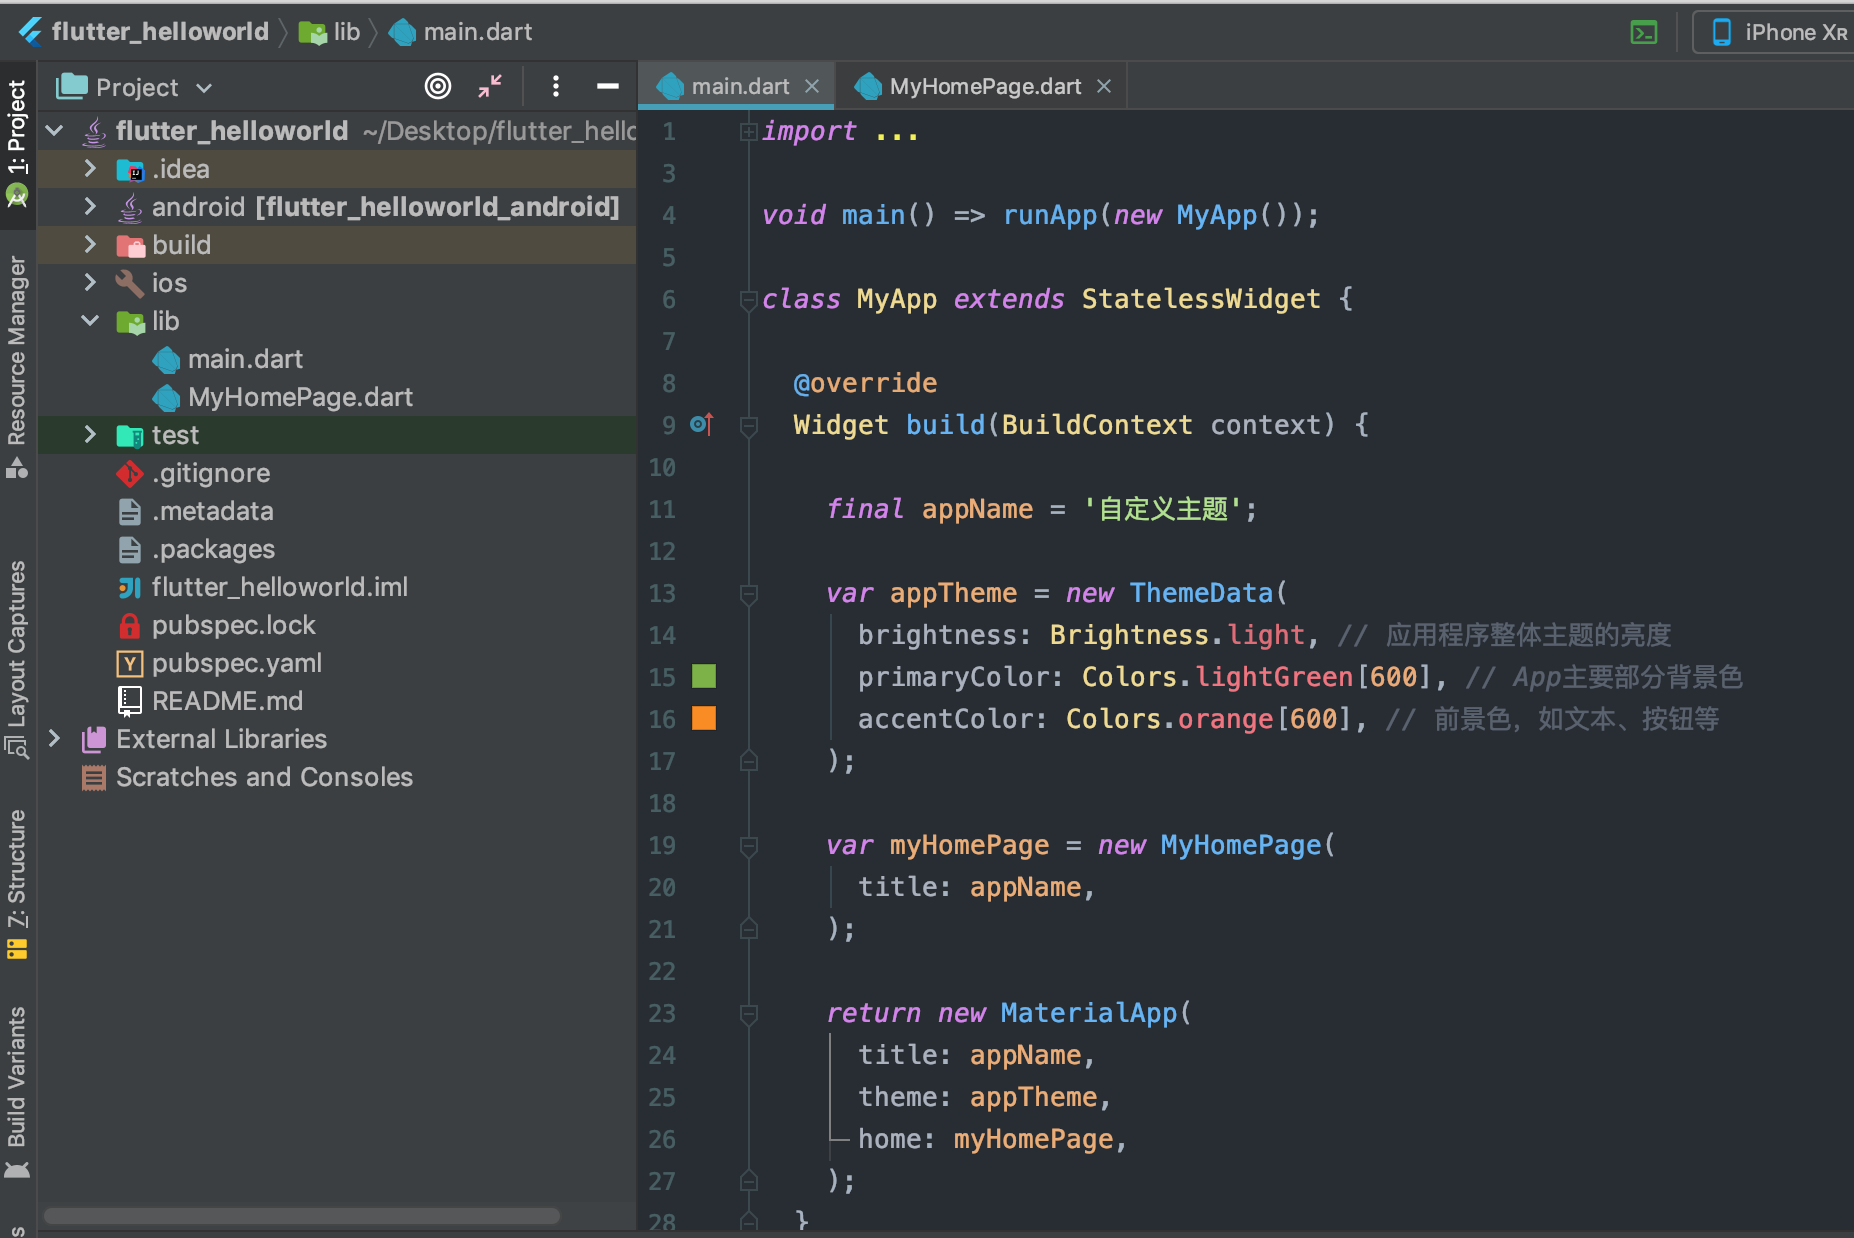 flutter_helloworld lib main.dart iPhone XR
1: Project
Resource Manager
Layout Captures
7: Structure
Build Variants
Project
flutter_helloworld ~/Desktop/flutter_hello
.idea
android [flutter_helloworld_android]
build
ios
lib
main.dart
MyHomePage.dart
test
.gitignore
.metadata
.packages
flutter_helloworld.iml
pubspec.lock
pubspec.yaml
README.md
External Libraries
Scratches and Consoles
main.dart MyHomePage.dart
1 import ...
3
4 void main() => runApp(new MyApp());
5
6 class MyApp extends StatelessWidget {
7
8 @override
9 Widget build(BuildContext context) {
10
11 final appName = '自定义主题';
12
13 var appTheme = new ThemeData(
14 brightness: Brightness.light, // 应用程序整体主题的亮度
15 primaryColor: Colors.lightGreen[600], // App主要部分背景色
16 accentColor: Colors.orange[600], // 前景色，如文本、按钮等
17 );
18
19 var myHomePage = new MyHomePage(
20 title: appName,
21 );
22
23 return new MaterialApp(
24 title: appName,
25 theme: appTheme,
26 home: myHomePage,
27 );
28 }